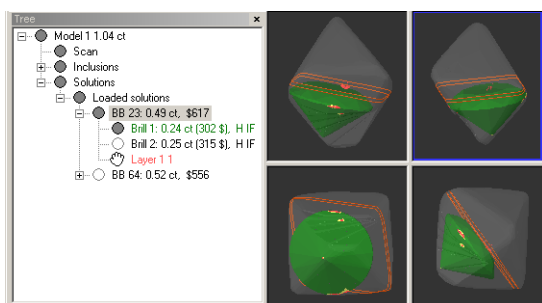 Tree
Model 1 1.04 ct
Scan
Inclusions
Solutions
Loaded solutions
BB 23: 0.49 ct, $617
Brill 1: 0.24 ct (302 $), H IF
Brill 2: 0.25 ct (315 $), H IF
Layer 1 1
BB 64: 0.52 ct, $556